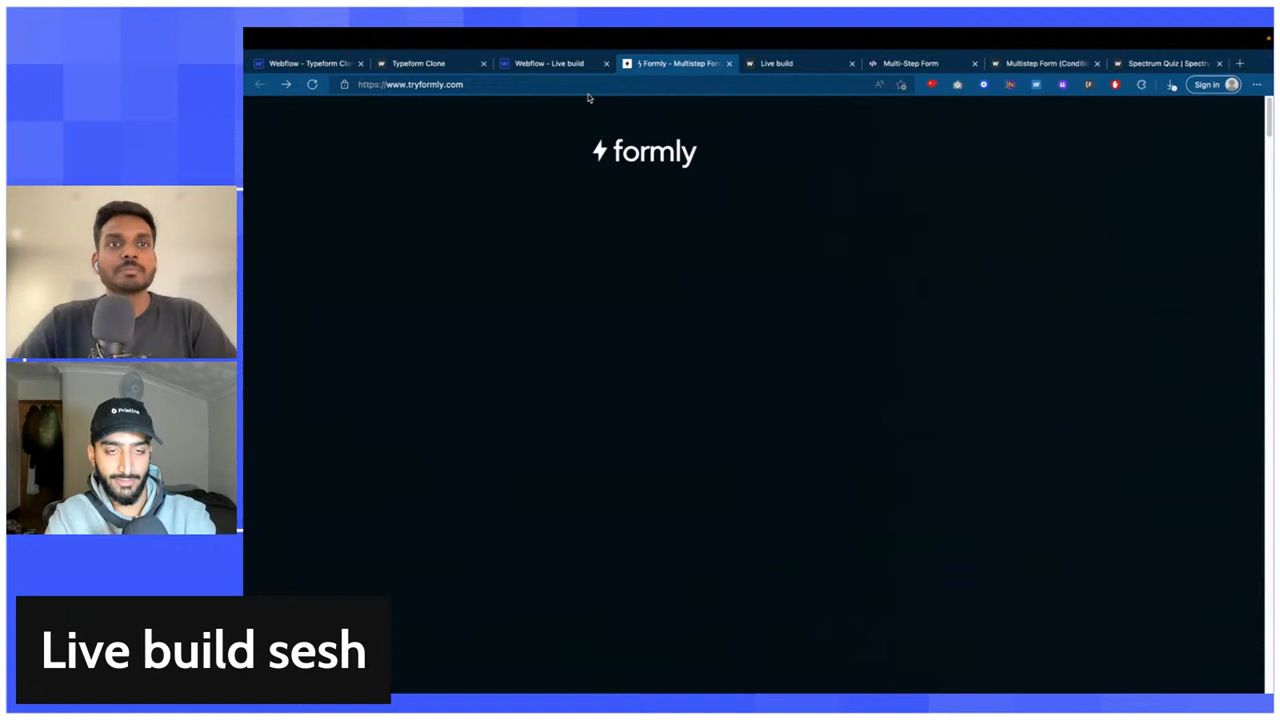 Webflow - Typeform Clo
Typeform Clone
Webflow - Live build
Formly - Multistep For
Live build
Multi-Step Form
Multistep Form (Conditi
Spectrum Quiz | Spectr
https://www.tryformly.com
Sign in
formly
Pristine
Live build sesh